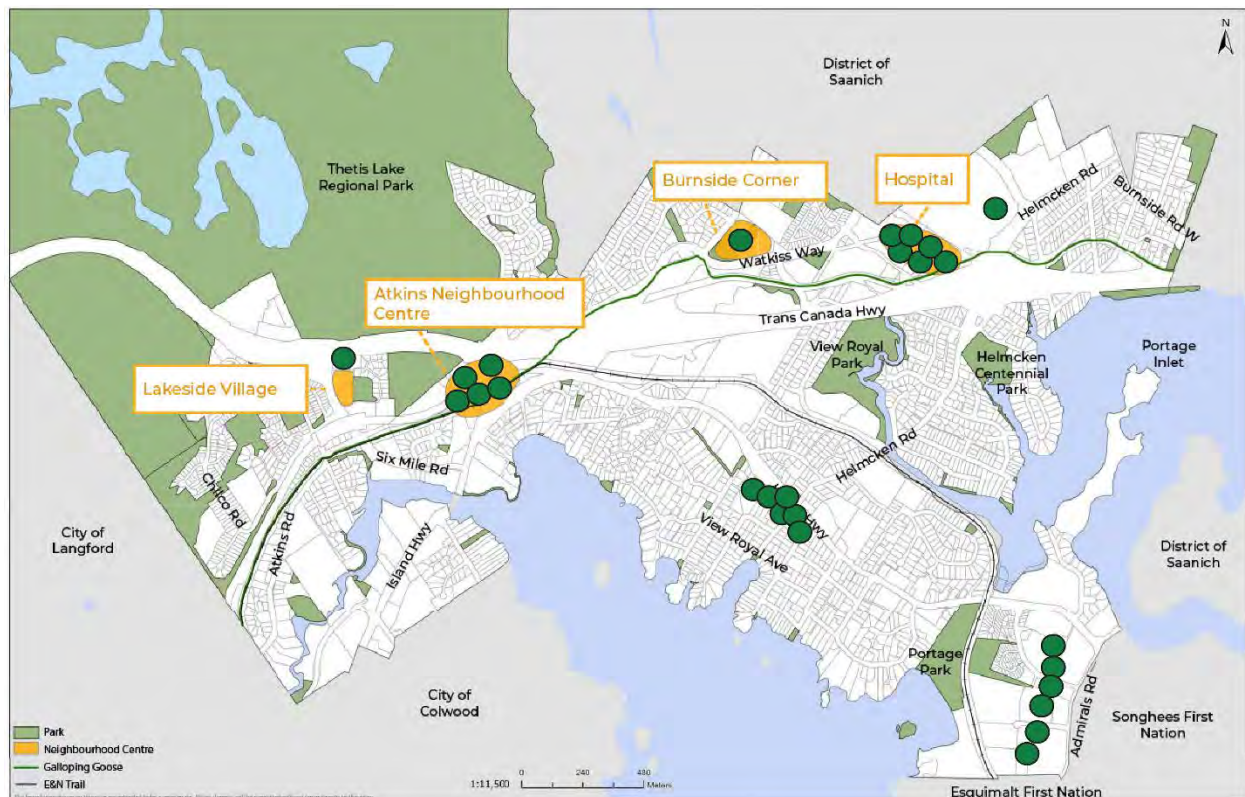 N
District of
Saanich
Thetis Lake
Regional Park
Burnside Corner
Hospital
Helmcken Rd
Burnside Rd W
Watkiss Way
Atkins Neighbourhood
Centre
Trans Canada Hwy
View Royal
Park
Helmcken
Centennial
Park
Portage
Inlet
Lakeside Village
Six Mile Rd
Helmcken Rd
Chilco Rd
Hwy
View Royal Ave
City of
Langford
Atkins Rd
Island Hwy
District of
Saanich
Portage
Park
City of
Colwood
Admirals Rd
Songhees First
Nation
Park
Neighbourhood Centre
Galloping Goose
E&N Trail
1:11,500
0 240 480
Meters
Esquimalt First Nation